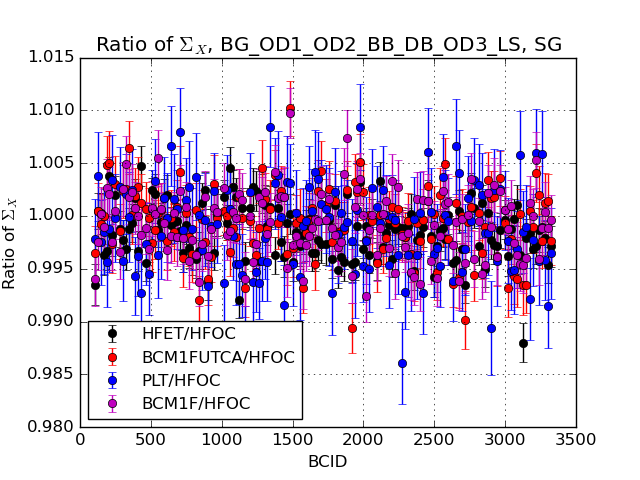 Ratio of Σ_X, BG_OD1_OD2_BB_DB_OD3_LS, SG
1.015
1.010
1.005
1.000
0.995
0.990
0.985
0.980
Ratio of Σ_X
HFET/HFOC
BCM1FUTCA/HFOC
PLT/HFOC
BCM1F/HFOC
0 500 1000 1500 2000 2500 3000 3500
BCID